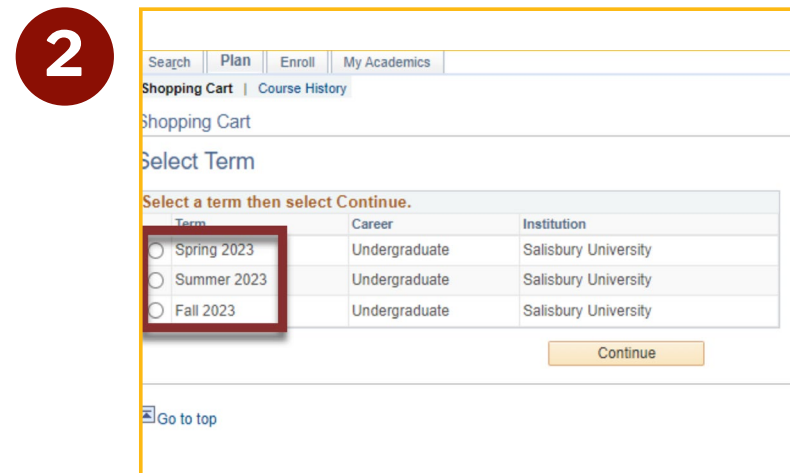 2
Search Plan Enroll My Academics
Shopping Cart | Course History
Shopping Cart
Select Term
Select a term then select Continue.
Term Career Institution
Spring 2023 Undergraduate Salisbury University
Summer 2023 Undergraduate Salisbury University
Fall 2023 Undergraduate Salisbury University
Continue
Go to top